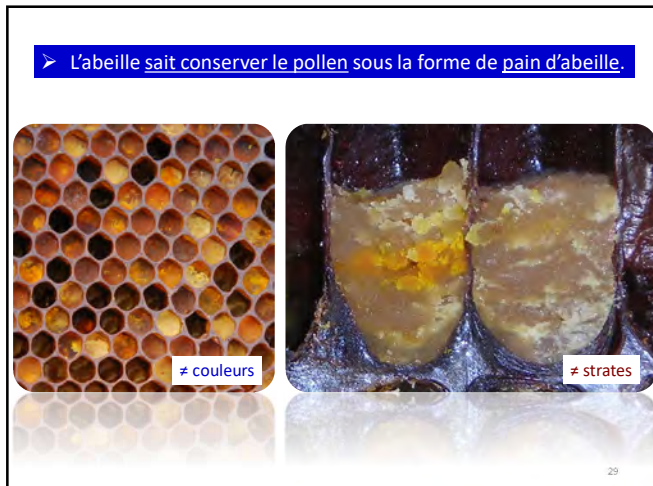 ➢ L'abeille sait conserver le pollen sous la forme de pain d'abeille.
≠ couleurs
≠ strates
29